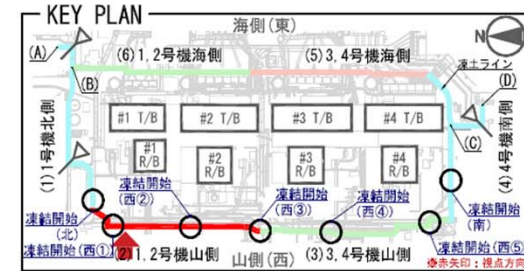 KEY PLAN
海側(東)
N
(A)
(6)1,2号機海側
(5)3,4号機海側
凍土ライン
(B)
(D)
(1)1号機北側
#1 T/B
#2 T/B
#3 T/B
#4 T/B
(C)
(4)4号機南側
#1
R/B
#2
R/B
#3
R/B
#4
R/B
凍結開始
(北)
凍結開始
(西②)
凍結開始
(西③)
凍結開始
(西④)
凍結開始
(南)
凍結開始(西①)
(2)1,2号機山側
山側(西)
(3)3,4号機山側
凍結開始(西⑤)
※赤矢印:視点方向